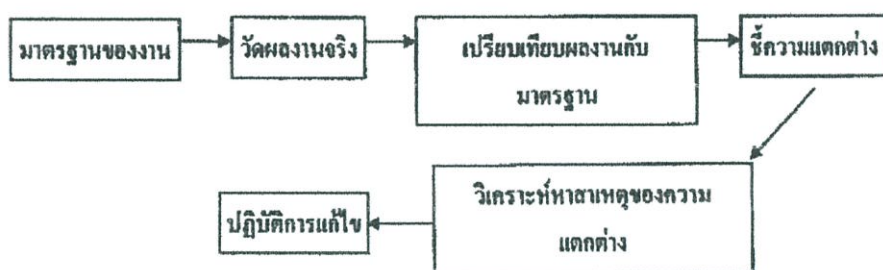 มาตรฐานของงาน
วัดผลงานจริง
เปรียบเทียบผลงานกับ
มาตรฐาน
ชี้ความแตกต่าง
วิเคราะห์หาสาเหตุของความ
แตกต่าง
ปฏิบัติการแก้ไข